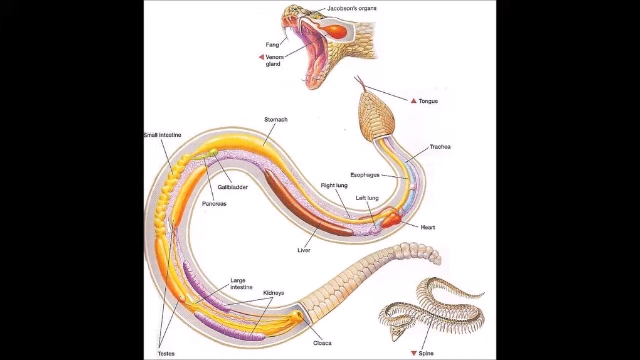 Jacobson's organs
Fang
Venom
gland
Tongue
Stomach
Small intestine
Trachea
Esophagus
Gallbladder
Right lung
Left lung
Pancreas
Heart
Liver
Large
intestine
Kidneys
Cloaca
Testes
Spine